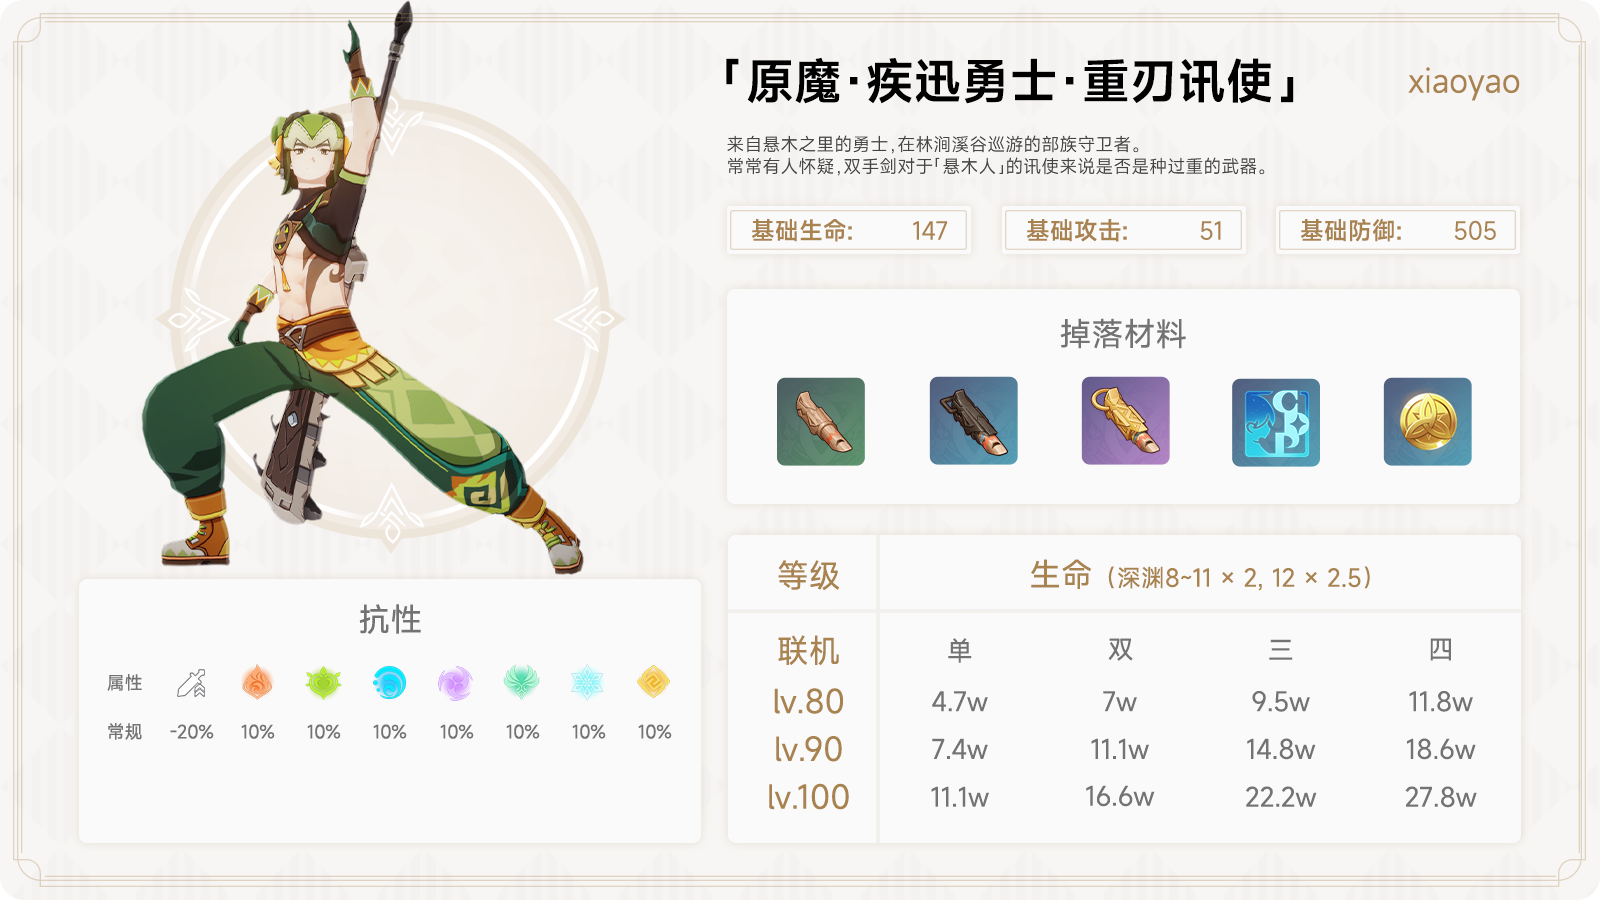 「原魔·疾迅勇士·重刃讯使」
xiaoyao
来自悬木之里的勇士,在林涧溪谷巡游的部族守卫者。
常常有人怀疑,双手剑对于「悬木人」的讯使来说是否是种过重的武器。
基础生命: 147
基础攻击: 51
基础防御: 505
掉落材料
抗性
属性
常规 -20% 10% 10% 10% 10% 10% 10% 10%
等级 生命（深渊8~11 × 2, 12 × 2.5）
联机 单 双 三 四
lv.80 4.7w 7w 9.5w 11.8w
lv.90 7.4w 11.1w 14.8w 18.6w
lv.100 11.1w 16.6w 22.2w 27.8w